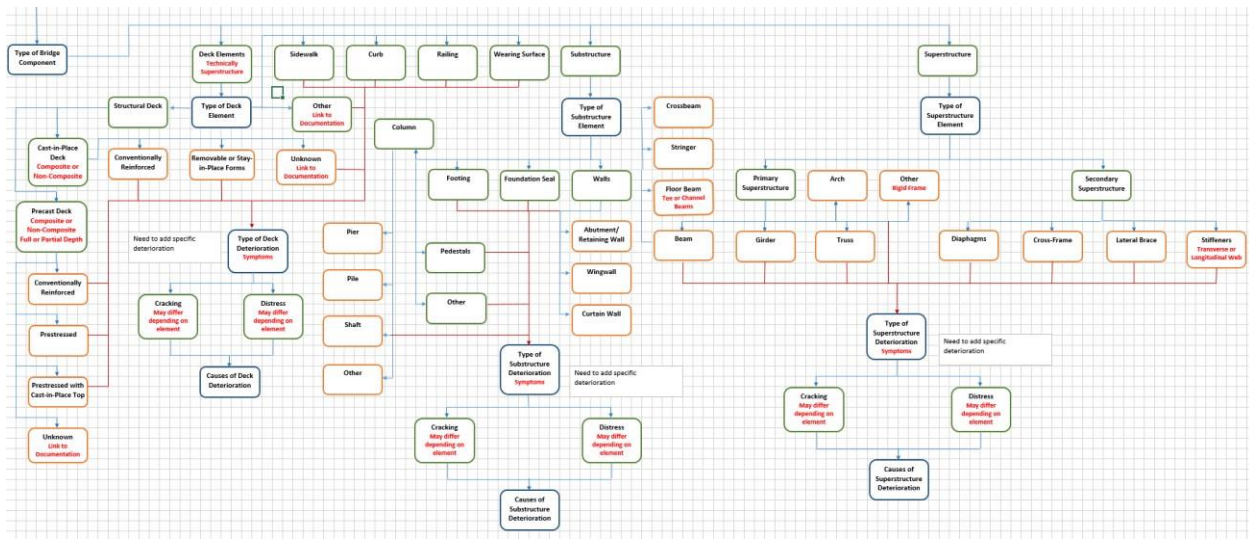 Type of Bridge
Component
Deck Elements
Technically
Superstructure
Sidewalk
Curb
Railing
Wearing Surface
Substructure
Superstructure
Structural Deck
Type of Deck
Element
Other
Link to
Documentation
Type of
Substructure
Element
Crossbeam
Type of
Superstructure
Element
Column
Cast-in-Place
Deck
Composite or
Non-Composite
Conventionally
Reinforced
Removable or Stay-
in-Place Forms
Unknown
Link to
Documentation
Stringer
Footing
Foundation Seal
Walls
Floor Beam
Tee or Channel
Beams
Primary
Superstructure
Arch
Other
Rigid Frame
Secondary
Superstructure
Precast Deck
Composite or
Non-Composite
Full or Partial Depth
Need to add specific
deterioration
Type of Deck
Deterioration
Symptoms
Pier
Pedestals
Abutment/
Retaining Wall
Beam
Girder
Truss
Diaphagms
Cross-Frame
Lateral Brace
Stiffeners
Transverse or
Longitudinal Web
Conventionally
Reinforced
Pile
Wingwall
Cracking
May differ
depending on
element
Distress
May differ
depending on
element
Other
Curtain Wall
Prestressed
Shaft
Type of
Superstructure
Deterioration
Symptoms
Need to add specific
deterioration
Type of
Substructure
Deterioration
Symptoms
Need to add specific
deterioration
Causes of Deck
Deterioration
Other
Prestressed with
Cast-in-Place Top
Cracking
May differ
depending on
element
Distress
May differ
depending on
element
Unknown
Link to
Documentation
Cracking
May differ
depending on
element
Distress
May differ
depending on
element
Causes of
Superstructure
Deterioration
Causes of
Substructure
Deterioration